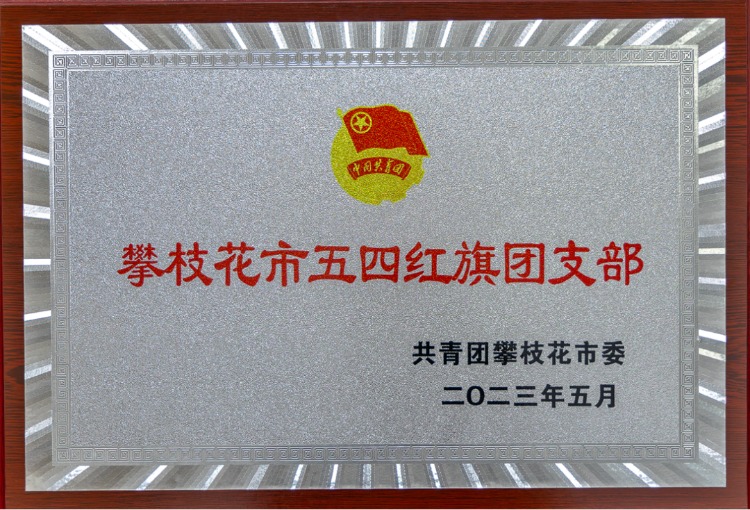 中国共青团
攀枝花市五四红旗团支部
共青团攀枝花市委
二〇二三年五月